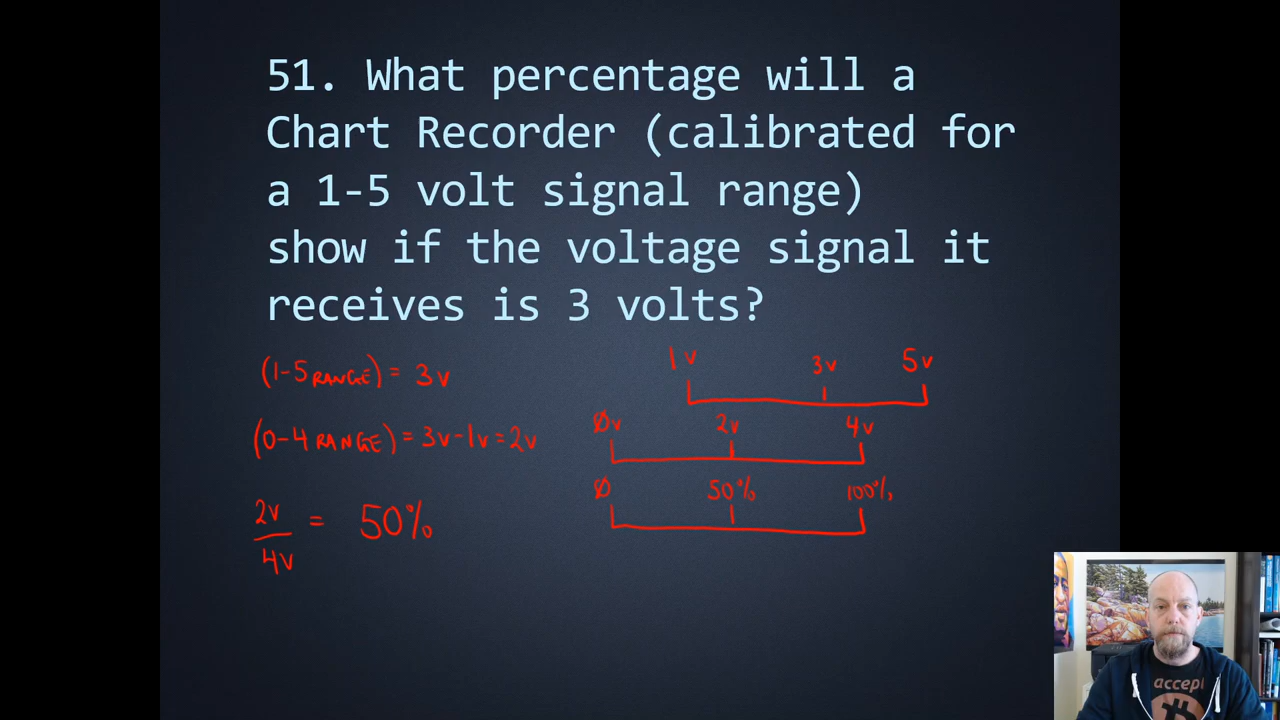 51. What percentage will a
Chart Recorder (calibrated for
a 1-5 volt signal range)
show if the voltage signal it
receives is 3 volts?
(1-5 RANGE) = 3v
(0-4 RANGE) = 3v-1v=2v
2v
4v
= 50%
1v 3v 5v
Øv 2v 4v
Ø 50% 100%
accept